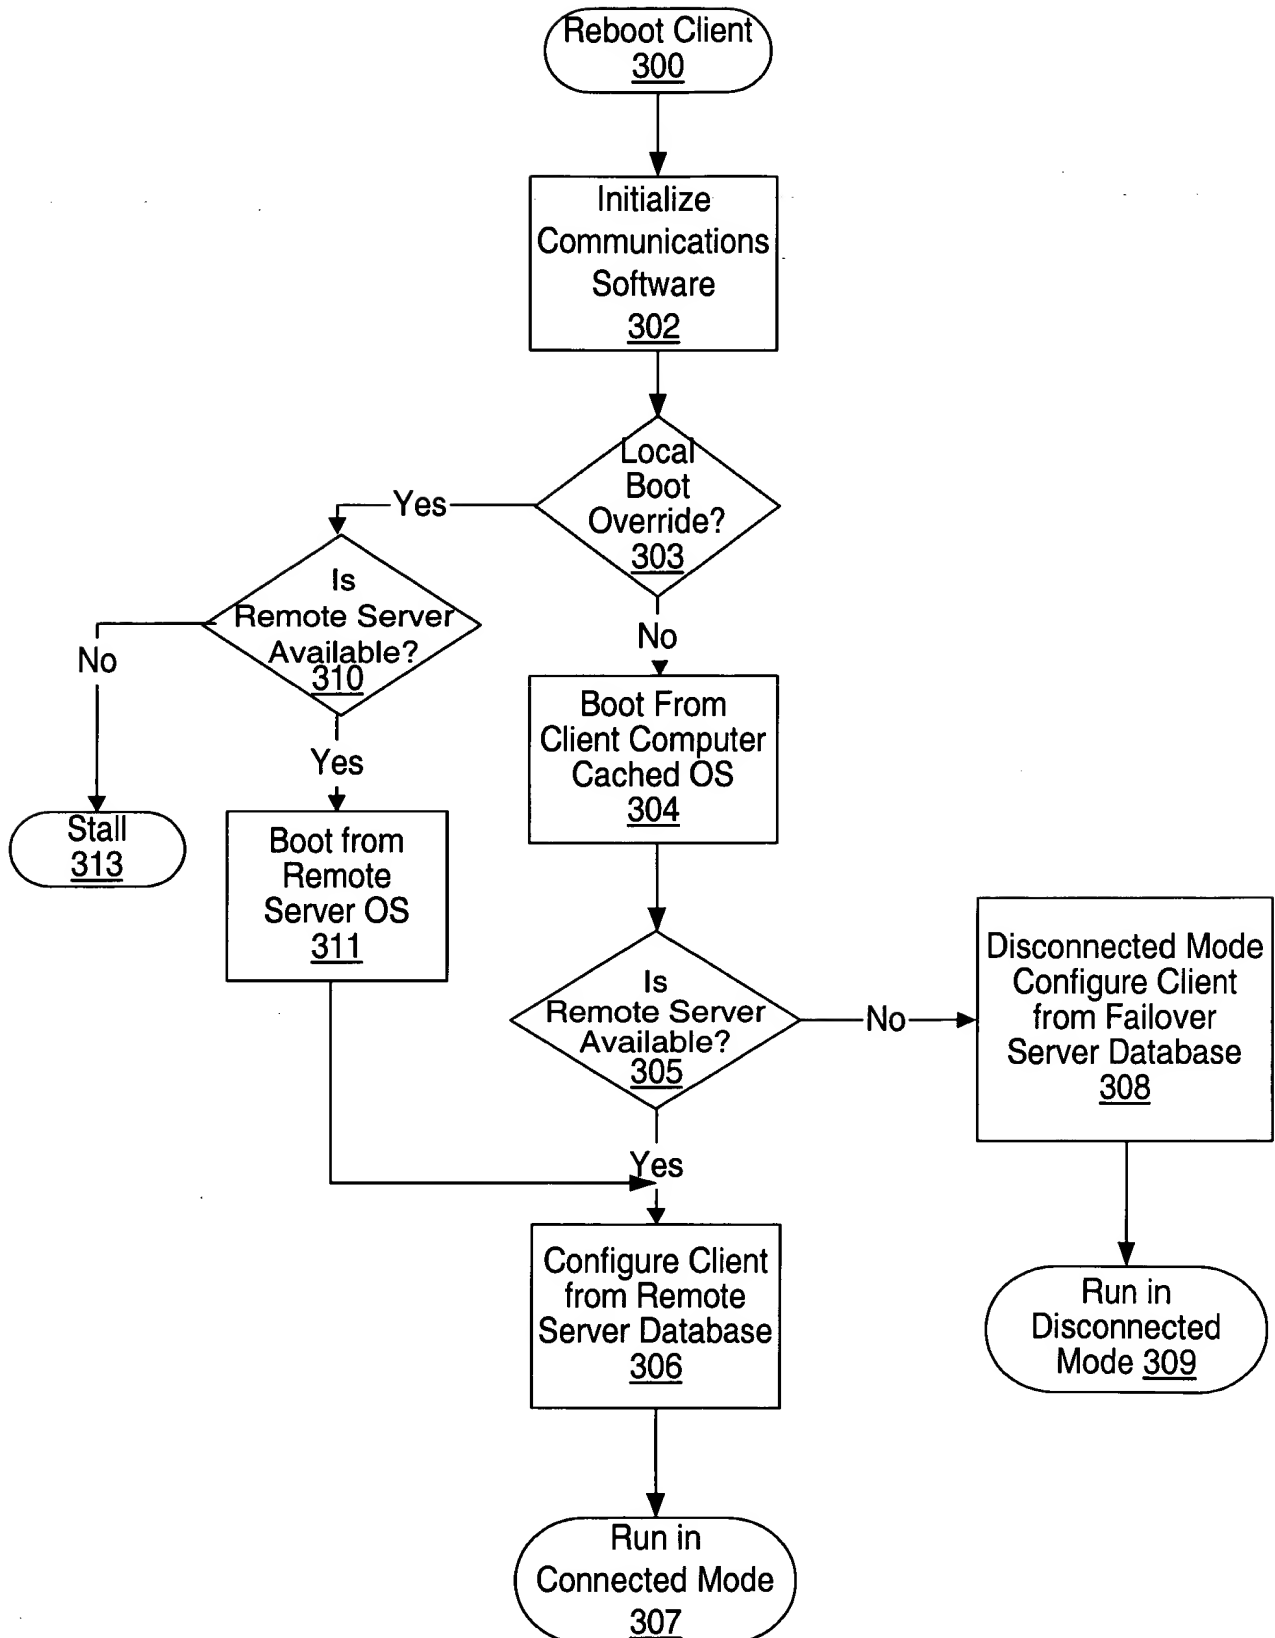 Reboot Client
300
Initialize
Communications
Software
302
Local
Boot
Override?
303
Yes
No
Is
Remote Server
Available?
310
No
Yes
Stall
313
Boot from
Remote
Server OS
311
Boot From
Client Computer
Cached OS
304
Is
Remote Server
Available?
305
No
Yes
Disconnected Mode
Configure Client
from Failover
Server Database
308
Run in
Disconnected
Mode 309
Configure Client
from Remote
Server Database
306
Run in
Connected Mode
307